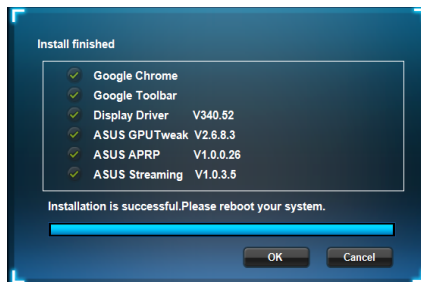 Install finished
Google Chrome
Google Toolbar
Display Driver V340.52
ASUS GPUTweak V2.6.8.3
ASUS APRP V1.0.0.26
ASUS Streaming V1.0.3.5
Installation is successful.Please reboot your system.
OK Cancel